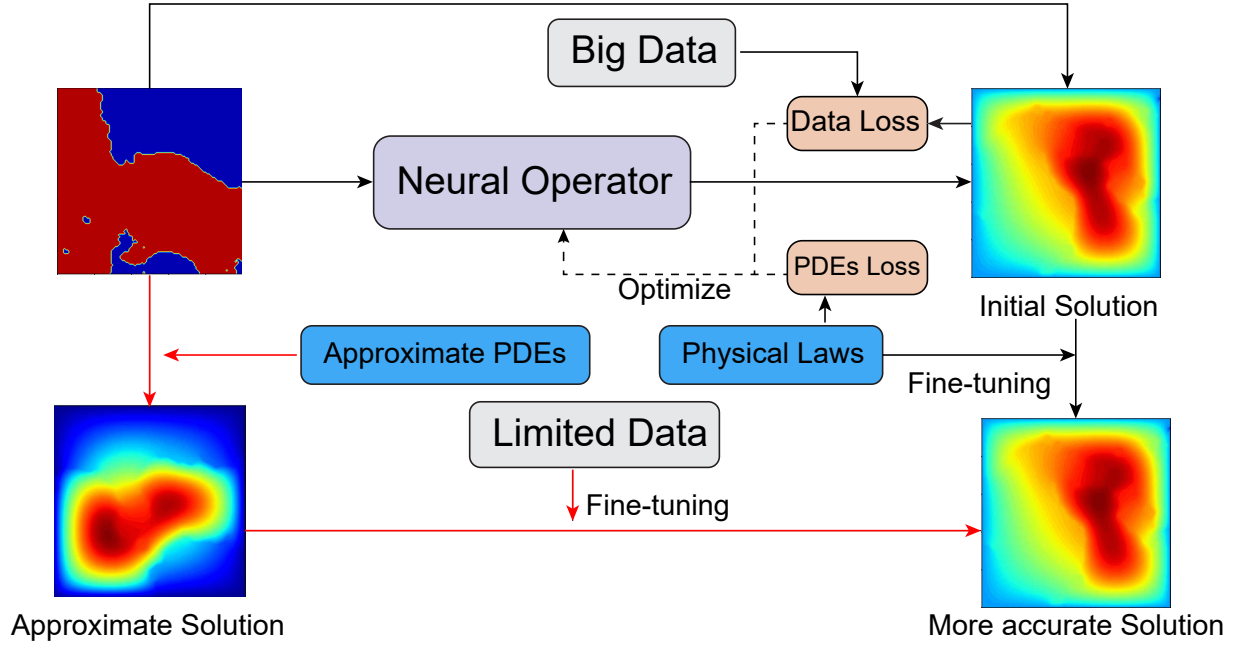 Big Data
Data Loss
Neural Operator
PDEs Loss
Optimize
Initial Solution
Approximate PDEs
Physical Laws
Fine-tuning
Limited Data
Fine-tuning
Approximate Solution
More accurate Solution